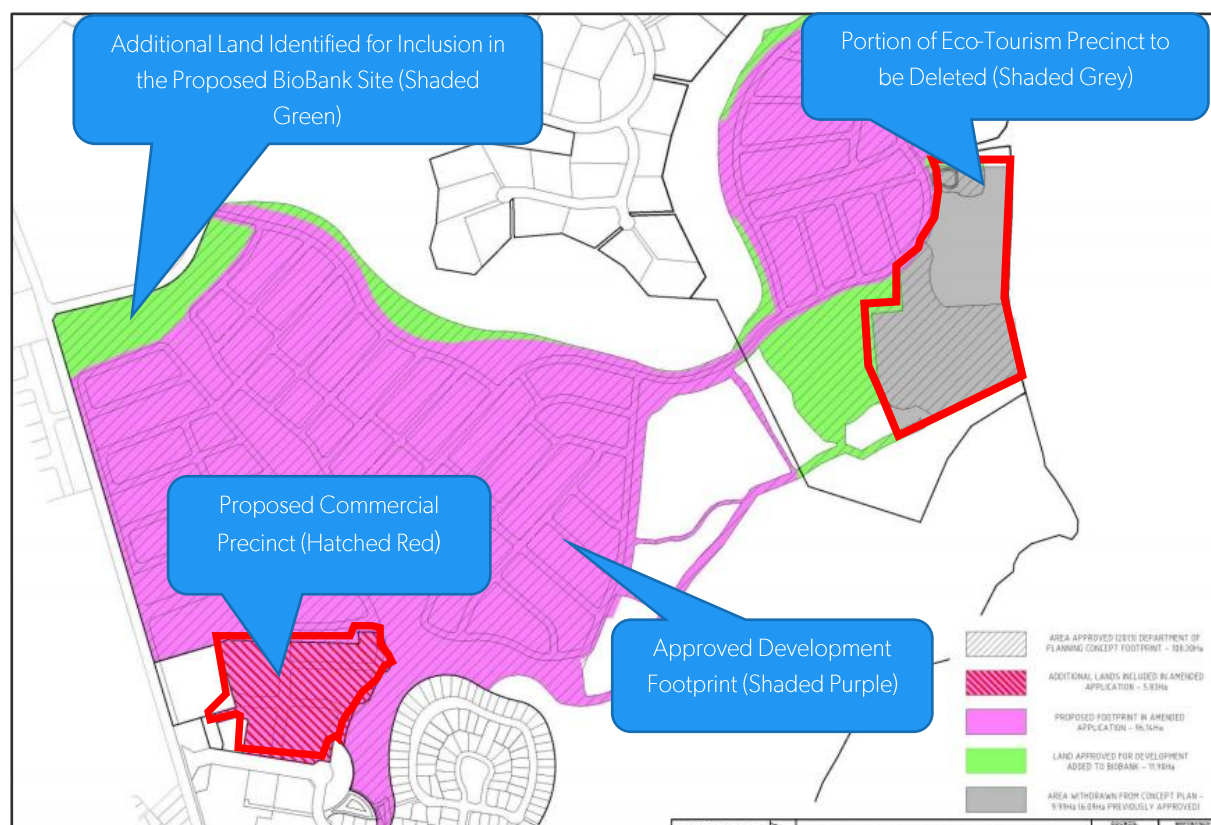 Additional Land Identified for Inclusion in
the Proposed BioBank Site (Shaded
Green)
Portion of Eco-Tourism Precinct to
be Deleted (Shaded Grey)
Proposed Commercial
Precinct (Hatched Red)
Approved Development
Footprint (Shaded Purple)
AREA APPROVED (2013) DEPARTMENT OF
PLANNING CONCEPT FOOTPRINT - 108.30Ha
ADDITIONAL LANDS INCLUDED IN AMENDED
APPLICATION - 5.83Ha
PROPOSED FOOTPRINT IN AMENDED
APPLICATION - 96.14Ha
LAND APPROVED FOR DEVELOPMENT
ADDED TO BIOBANK - 11.90Ha
AREA WITHDRAWN FROM CONCEPT PLAN -
9.93Ha (6.09Ha PREVIOUSLY APPROVED)